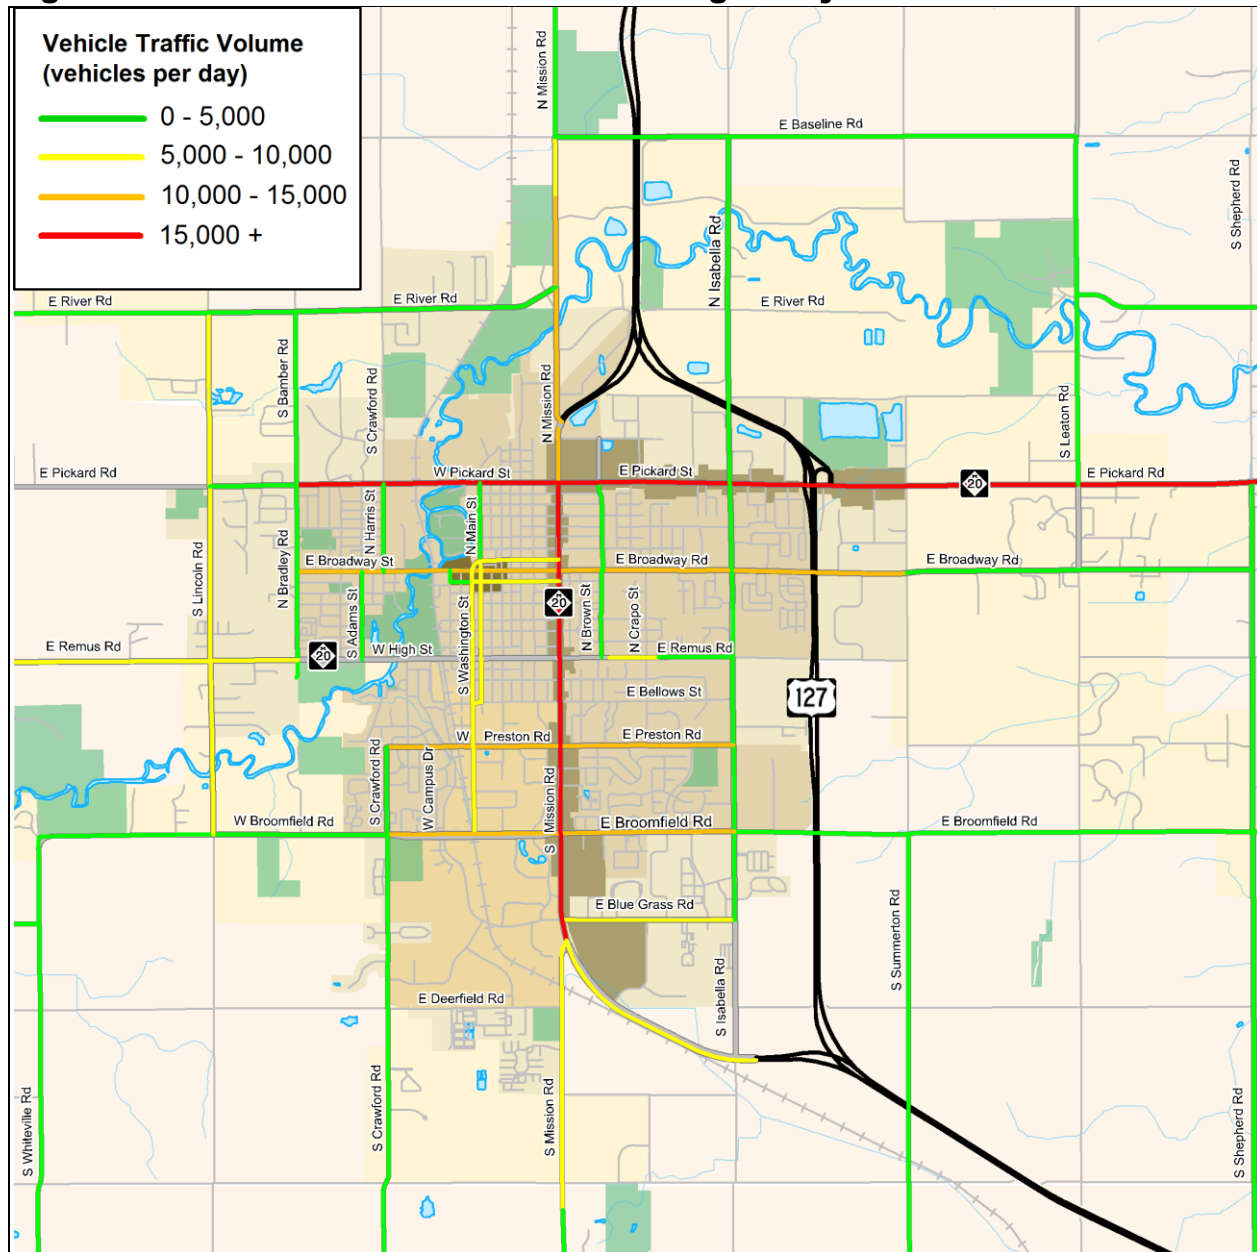 Vehicle Traffic Volume
(vehicles per day)
0 - 5,000
5,000 - 10,000
10,000 - 15,000
15,000 +
N Mission Rd
E Baseline Rd
S Shepherd Rd
N Isabella Rd
E River Rd
E River Rd
E River Rd
S Bamber Rd
S Crawford Rd
N Mission Rd
S Leaton Rd
E Pickard Rd
W Pickard St
E Pickard St
20
E Pickard Rd
N Harris St
N Main St
S Lincoln Rd
N Bradley Rd
E Broadway St
E Broadway Rd
E Broadway Rd
S Adams St
S Washington St
20
N Brown St
N Crapo St
E Remus Rd
20
W High St
E Remus Rd
E Bellows St
127
W Preston Rd
E Preston Rd
S Crawford Rd
W Campus Dr
S Mission Rd
W Broomfield Rd
E Broomfield Rd
E Broomfield Rd
E Blue Grass Rd
S Summerton Rd
S Isabella Rd
E Deerfield Rd
S Whiteville Rd
S Crawford Rd
S Mission Rd
S Shepherd Rd